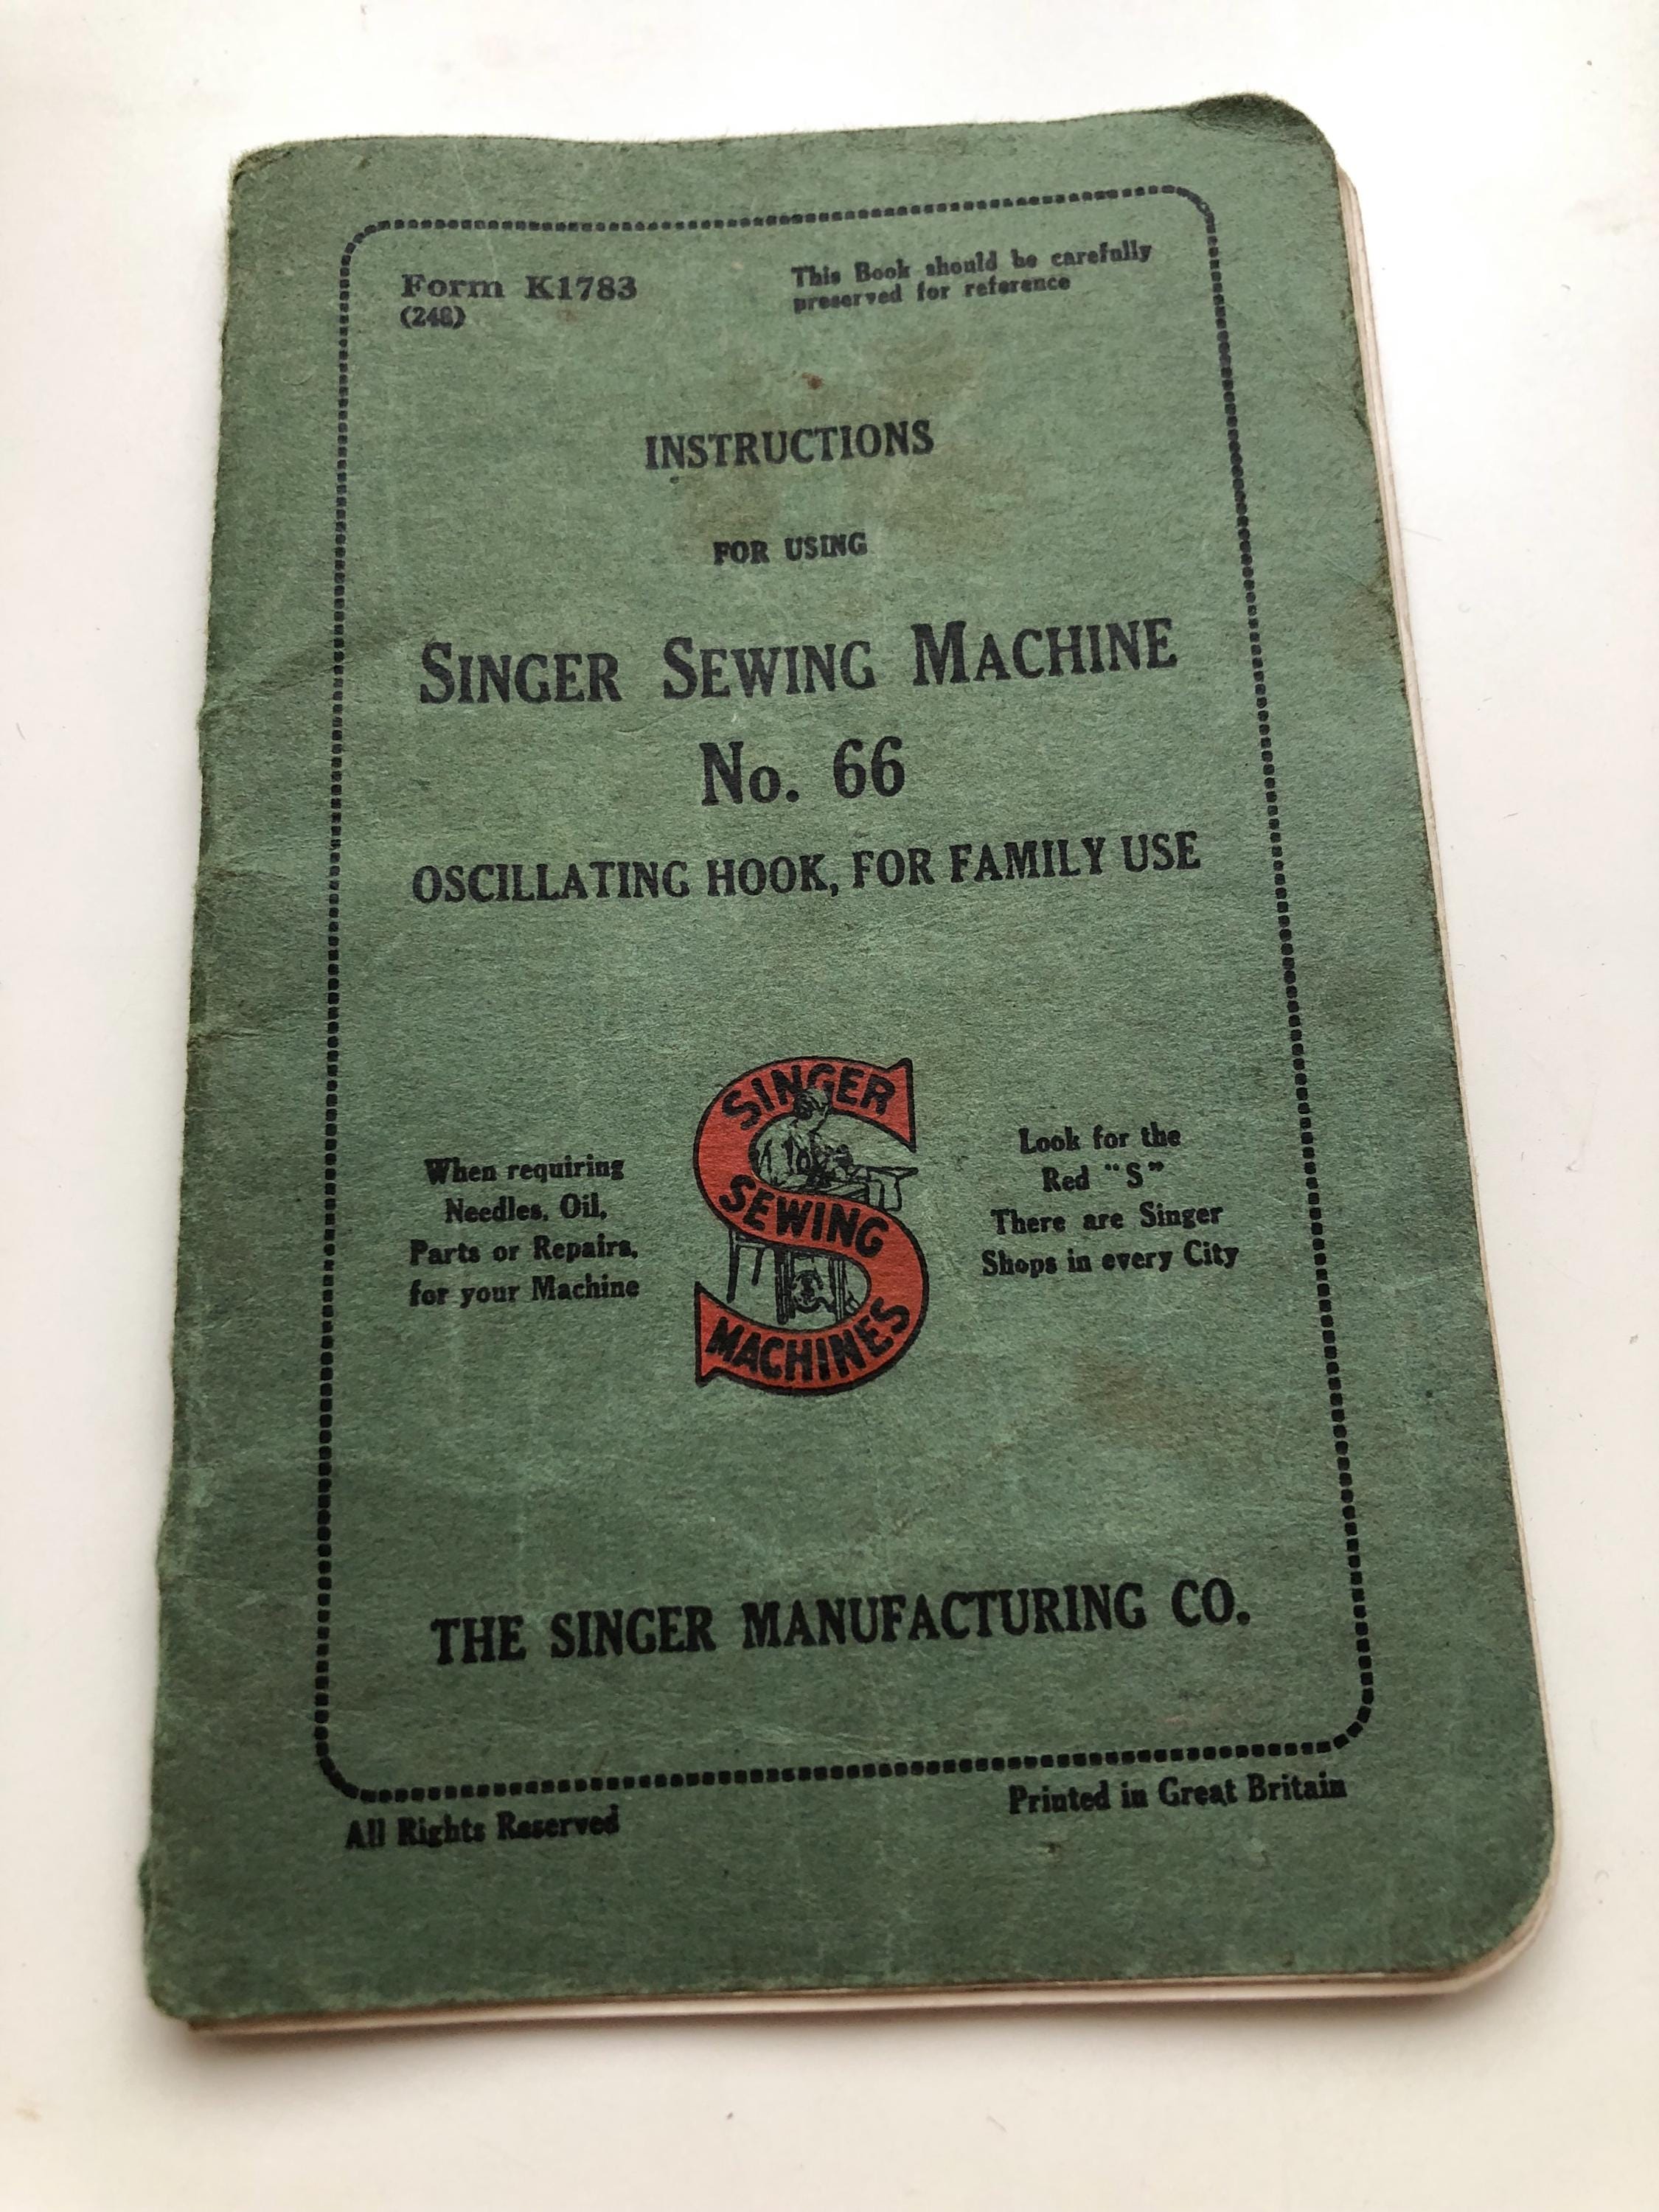 Form K1783
(248)
This Book should be carefully
preserved for reference
INSTRUCTIONS
FOR USING
SINGER SEWING MACHINE
No. 66
OSCILLATING HOOK, FOR FAMILY USE
When requiring
Needles, Oil,
Parts or Repairs,
for your Machine
SINGER
SEWING
MACHINES
Look for the
Red "S"
There are Singer
Shops in every City
THE SINGER MANUFACTURING CO.
All Rights Reserved
Printed in Great Britain